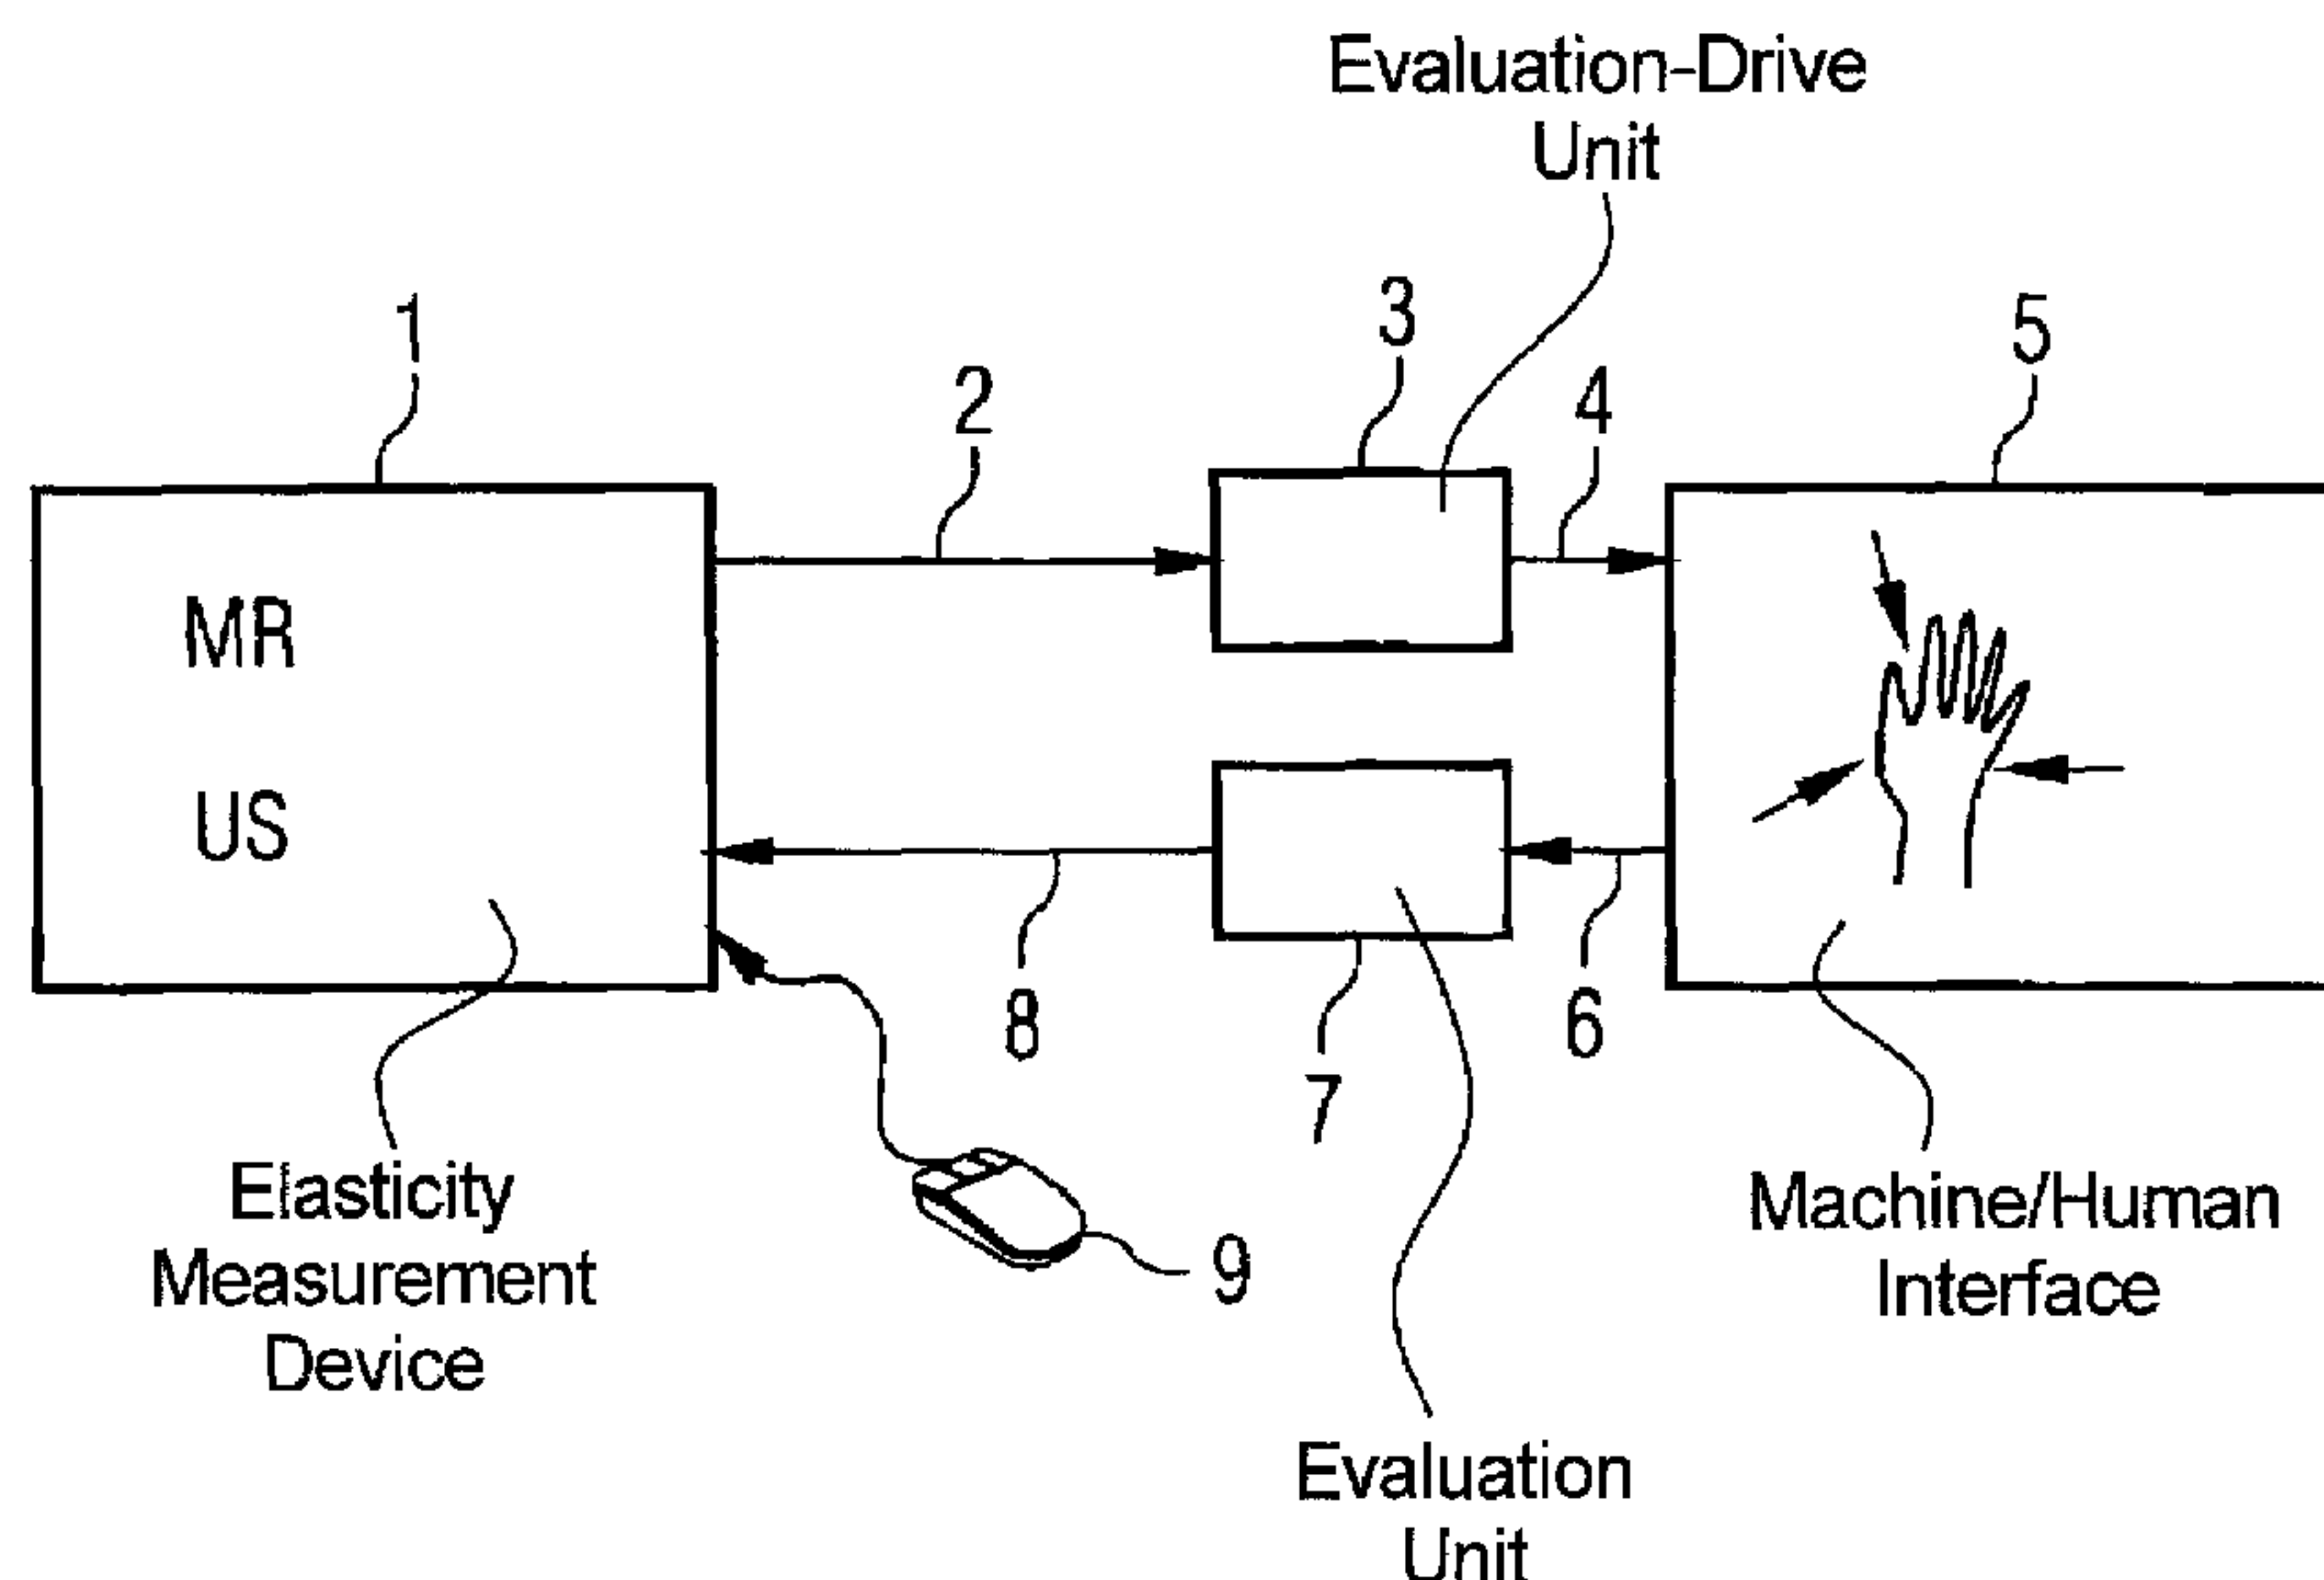 Evaluation-Drive
Unit
1
2
3
4
5
MR
US
8
7
6
9
Elasticity
Measurement
Device
Machine/Human
Interface
Evaluation
Unit